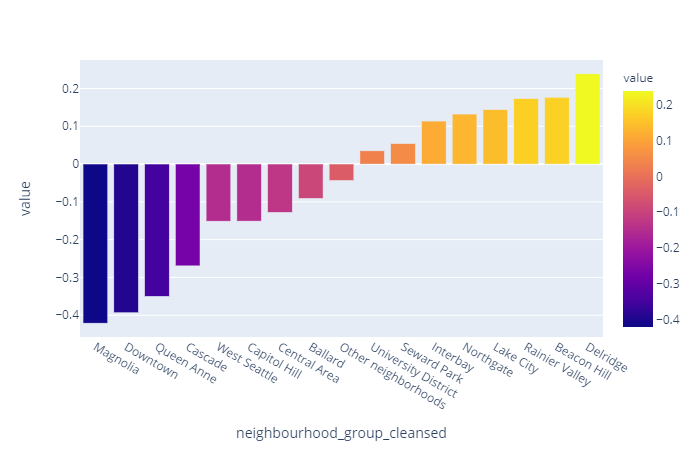 value
0.2
0.1
0
−0.1
−0.2
−0.3
−0.4
value
0.2
0.1
0
−0.1
−0.2
−0.3
−0.4
Magnolia
Downtown
Queen Anne
Cascade
West Seattle
Capitol Hill
Central Area
Ballard
Other neighborhoods
University District
Seward Park
Interbay
Northgate
Lake City
Rainier Valley
Beacon Hill
Delridge
neighbourhood_group_cleansed